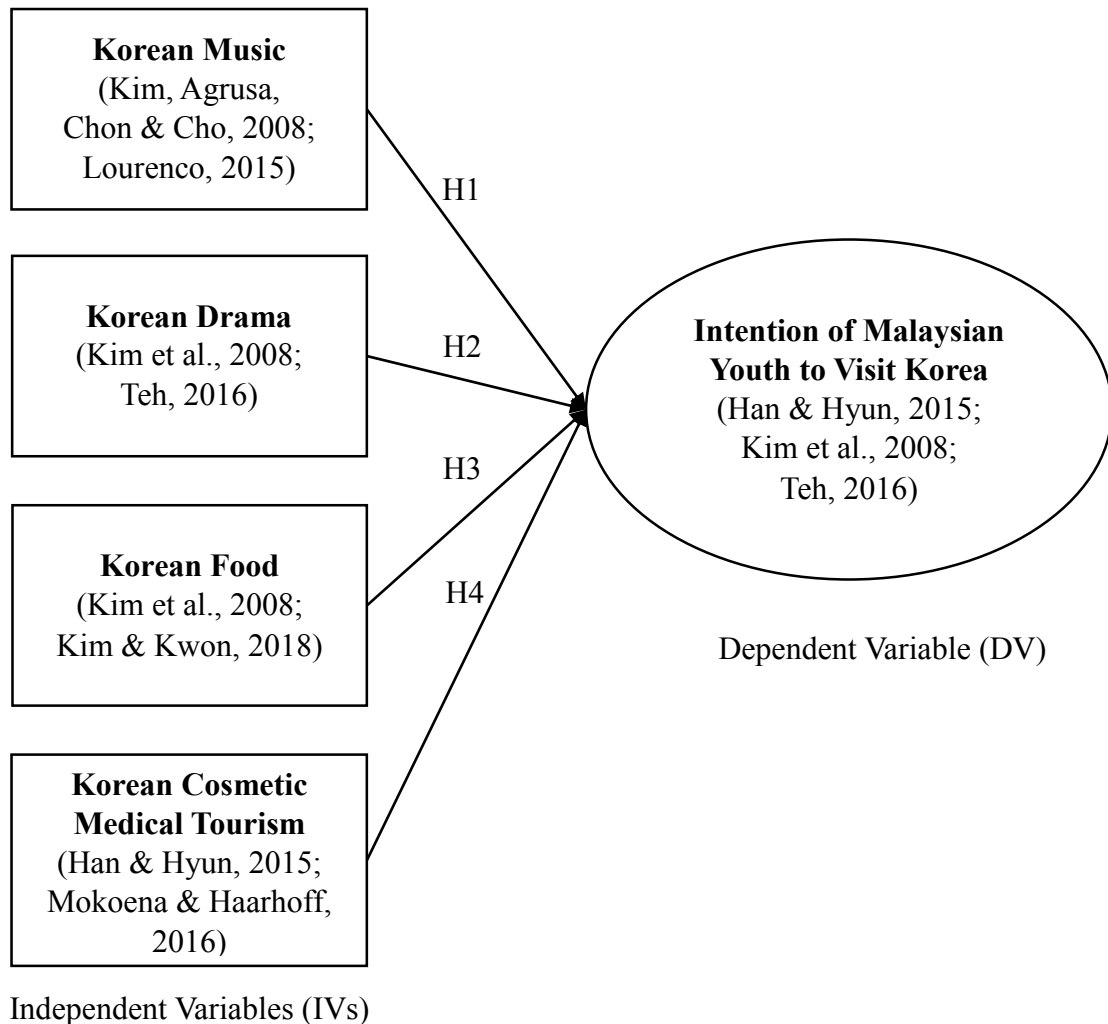 Korean Music
(Kim, Agrusa,
Chon & Cho, 2008;
Lourenco, 2015)
H1
Korean Drama
(Kim et al., 2008;
Teh, 2016)
H2
Korean Food
(Kim et al., 2008;
Kim & Kwon, 2018)
H3
Korean Cosmetic
Medical Tourism
(Han & Hyun, 2015;
Mokoena & Haarhoff,
2016)
H4
Independent Variables (IVs)
Intention of Malaysian
Youth to Visit Korea
(Han & Hyun, 2015;
Kim et al., 2008;
Teh, 2016)
Dependent Variable (DV)